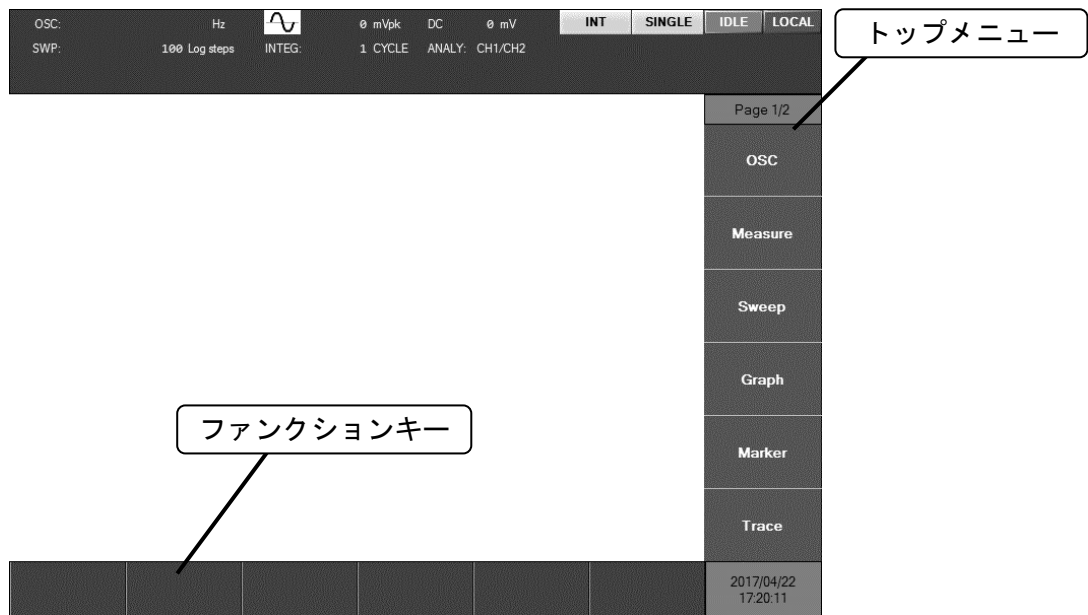 OSC: Hz 0 mVpk DC 0 mV INT SINGLE IDLE LOCAL
SWP: 100 Log steps INTEG: 1 CYCLE ANALY: CH1/CH2
トップメニュー
Page 1/2
OSC
Measure
Sweep
Graph
ファンクションキー
Marker
Trace
2017/04/22
17:20:11